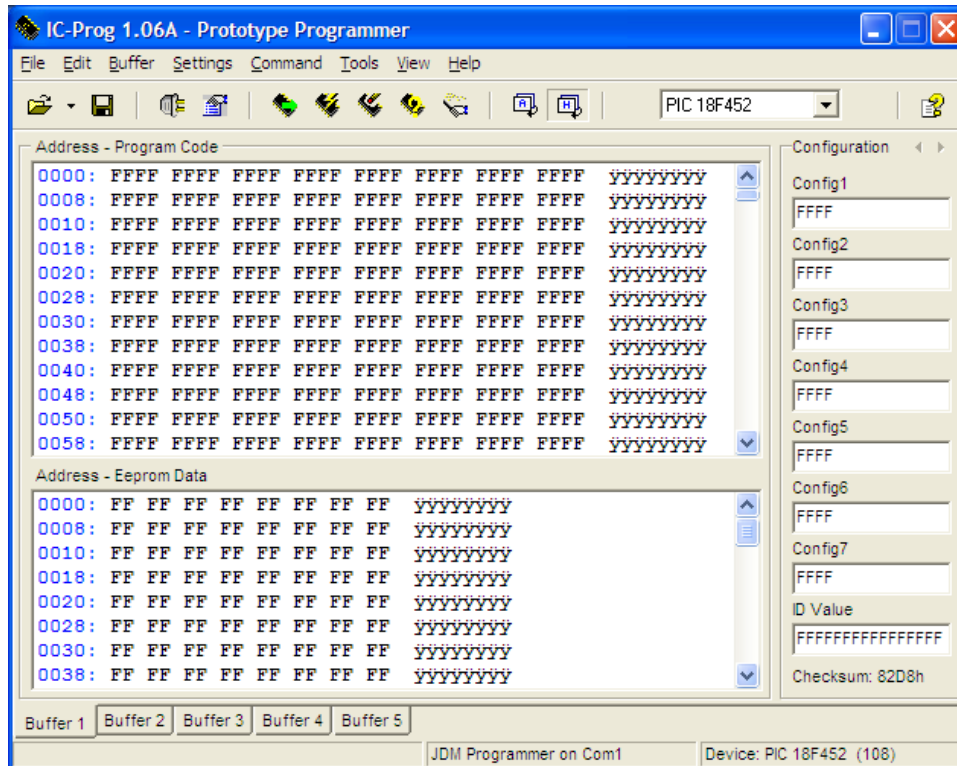 IC-Prog 1.06A - Prototype Programmer
File Edit Buffer Settings Command Tools View Help
A H PIC 18F452
Address - Program Code
0000: FFFF FFFF FFFF FFFF FFFF FFFF FFFF FFFF ÿÿÿÿÿÿÿÿ
0008: FFFF FFFF FFFF FFFF FFFF FFFF FFFF FFFF ÿÿÿÿÿÿÿÿ
0010: FFFF FFFF FFFF FFFF FFFF FFFF FFFF FFFF ÿÿÿÿÿÿÿÿ
0018: FFFF FFFF FFFF FFFF FFFF FFFF FFFF FFFF ÿÿÿÿÿÿÿÿ
0020: FFFF FFFF FFFF FFFF FFFF FFFF FFFF FFFF ÿÿÿÿÿÿÿÿ
0028: FFFF FFFF FFFF FFFF FFFF FFFF FFFF FFFF ÿÿÿÿÿÿÿÿ
0030: FFFF FFFF FFFF FFFF FFFF FFFF FFFF FFFF ÿÿÿÿÿÿÿÿ
0038: FFFF FFFF FFFF FFFF FFFF FFFF FFFF FFFF ÿÿÿÿÿÿÿÿ
0040: FFFF FFFF FFFF FFFF FFFF FFFF FFFF FFFF ÿÿÿÿÿÿÿÿ
0048: FFFF FFFF FFFF FFFF FFFF FFFF FFFF FFFF ÿÿÿÿÿÿÿÿ
0050: FFFF FFFF FFFF FFFF FFFF FFFF FFFF FFFF ÿÿÿÿÿÿÿÿ
0058: FFFF FFFF FFFF FFFF FFFF FFFF FFFF FFFF ÿÿÿÿÿÿÿÿ
Address - Eeprom Data
0000: FF FF FF FF FF FF FF FF ÿÿÿÿÿÿÿÿ
0008: FF FF FF FF FF FF FF FF ÿÿÿÿÿÿÿÿ
0010: FF FF FF FF FF FF FF FF ÿÿÿÿÿÿÿÿ
0018: FF FF FF FF FF FF FF FF ÿÿÿÿÿÿÿÿ
0020: FF FF FF FF FF FF FF FF ÿÿÿÿÿÿÿÿ
0028: FF FF FF FF FF FF FF FF ÿÿÿÿÿÿÿÿ
0030: FF FF FF FF FF FF FF FF ÿÿÿÿÿÿÿÿ
0038: FF FF FF FF FF FF FF FF ÿÿÿÿÿÿÿÿ
Configuration
Config1
FFFF
Config2
FFFF
Config3
FFFF
Config4
FFFF
Config5
FFFF
Config6
FFFF
Config7
FFFF
ID Value
FFFFFFFFFFFFFFFF
Checksum: 82D8h
Buffer 1 Buffer 2 Buffer 3 Buffer 4 Buffer 5
JDM Programmer on Com1 Device: PIC 18F452 (108)